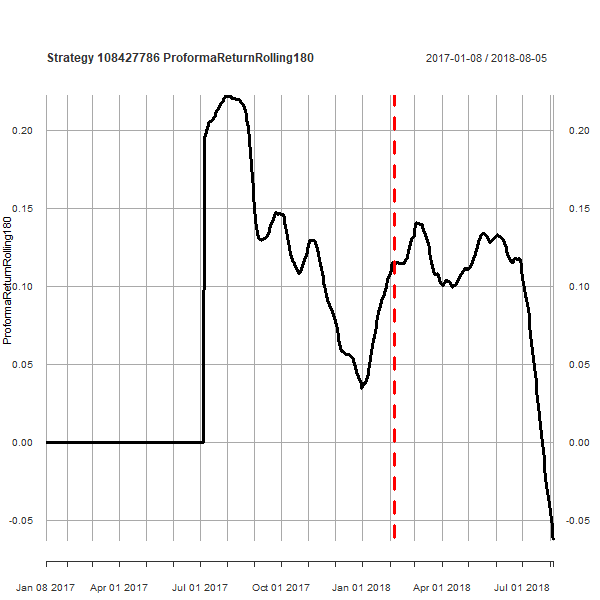 Strategy 108427786 ProformaReturnRolling180
2017-01-08 / 2018-08-05
ProformaReturnRolling180
0.20 0.20
0.15 0.15
0.10 0.10
0.05 0.05
0.00 0.00
-0.05 -0.05
Jan 08 2017 Apr 01 2017 Jul 01 2017 Oct 01 2017 Jan 01 2018 Apr 01 2018 Jul 01 2018